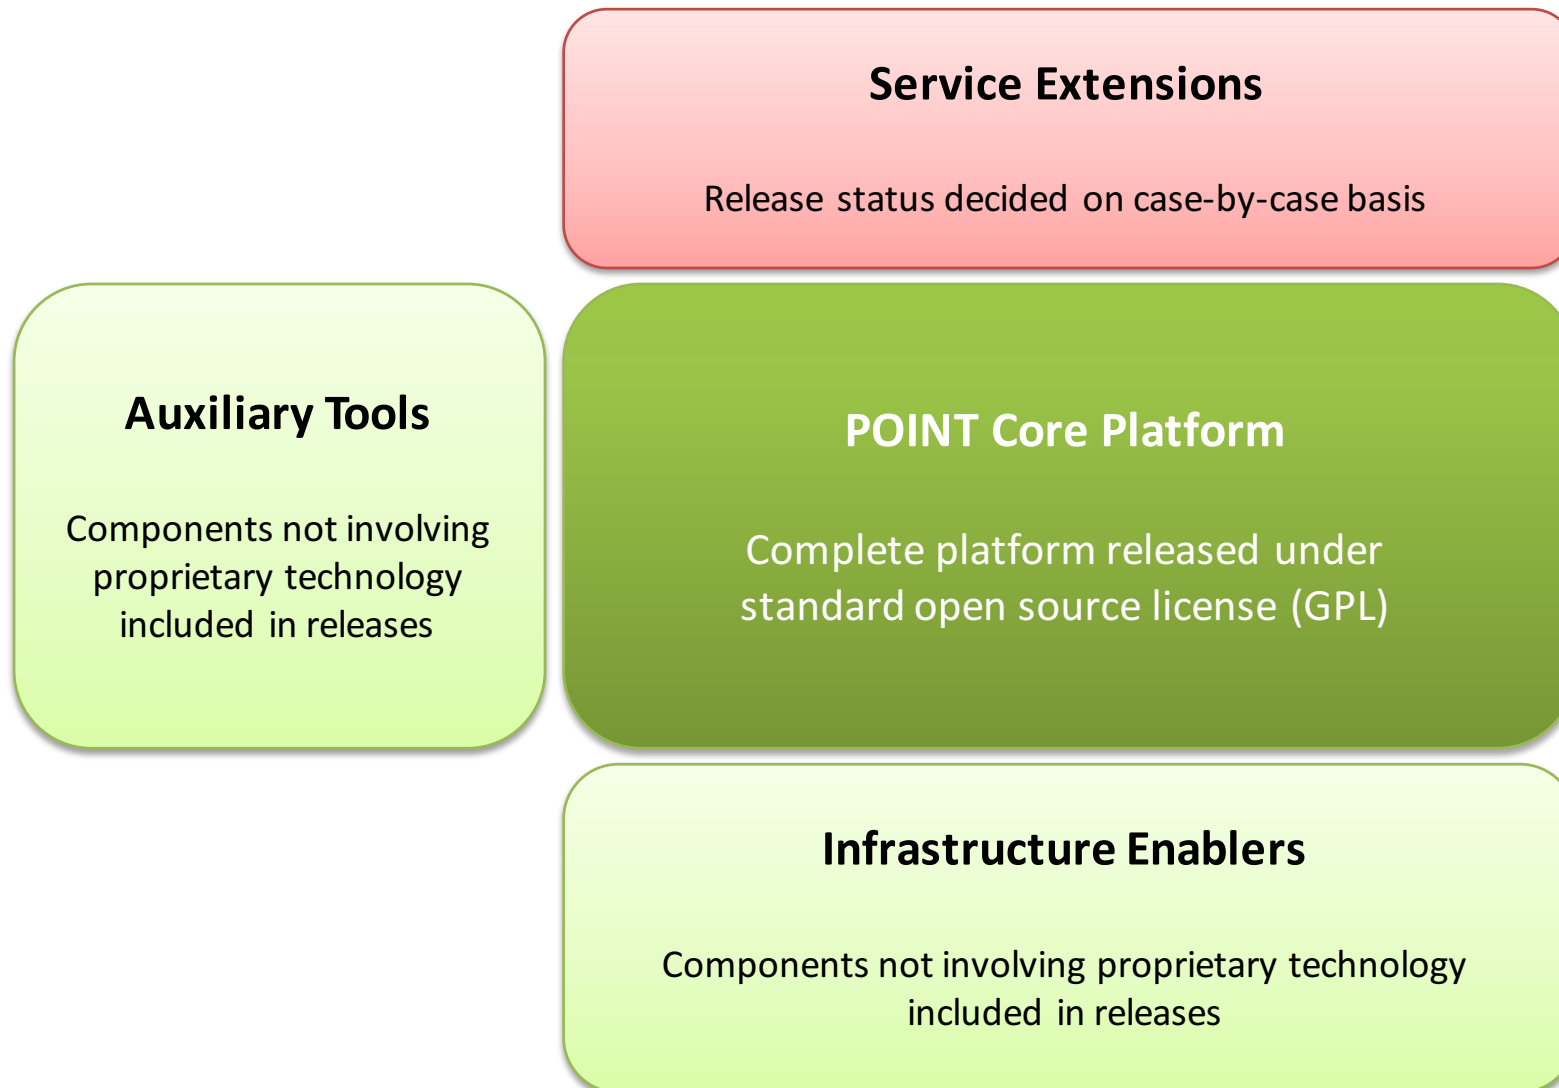 Service Extensions
Release status decided on case-by-case basis
Auxiliary Tools
Components not involving
proprietary technology
included in releases
POINT Core Platform
Complete platform released under
standard open source license (GPL)
Infrastructure Enablers
Components not involving proprietary technology
included in releases